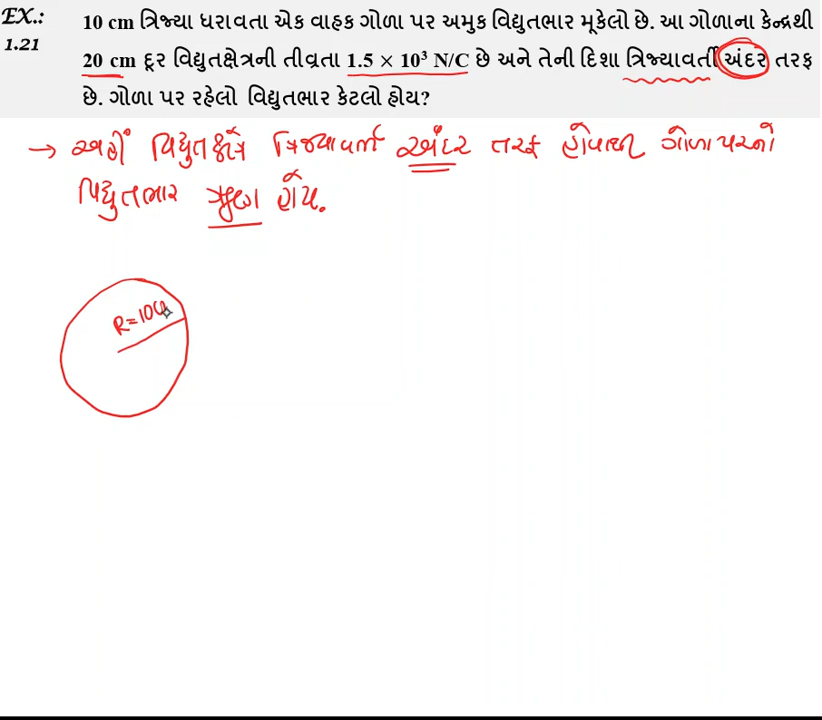 EX.: 10 cm ત્રિજ્યા ધરાવતા એક વાહક ગોળા પર અમુક વિદ્યુતભાર મૂકેલો છે. આ ગોળાના કેન્દ્રથી
1.21 20 cm દૂર વિદ્યુતક્ષેત્રની તીવ્રતા 1.5 × 10³ N/C છે અને તેની દિશા ત્રિજ્યાવર્તી અંદર તરફ
છે. ગોળા પર રહેલો વિદ્યુતભાર કેટલો હોય?
→ અહીં વિદ્યુતક્ષેત્ર ત્રિજ્યાવર્તી અંદર તરફ હોવાથી ગોળા પરનો
વિદ્યુતભાર ઋણ હોય.
R=10c